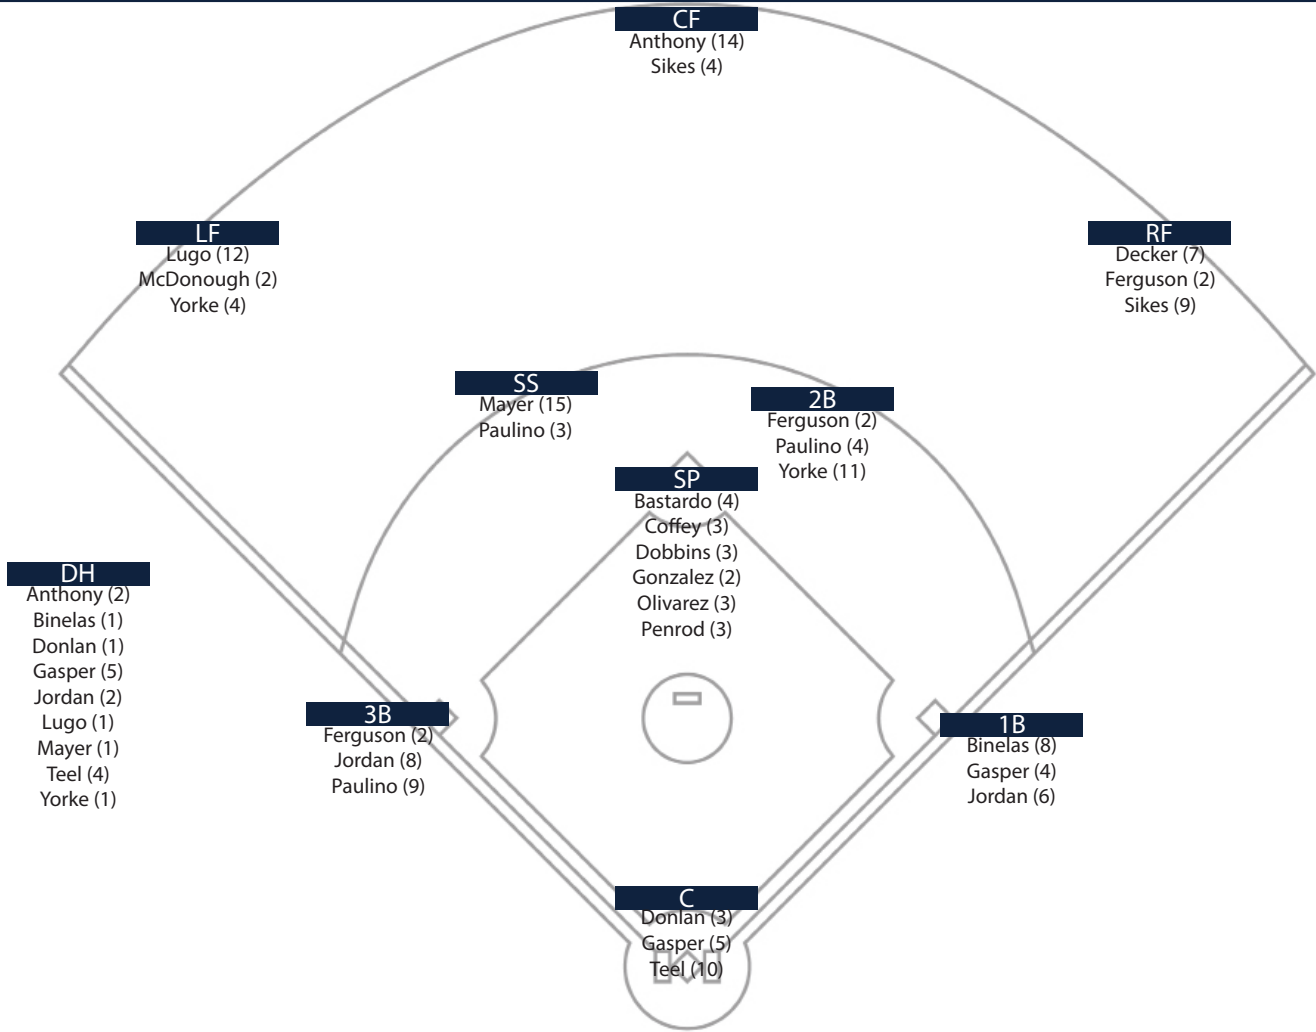 CF
Anthony (14)
Sikes (4)
LF
Lugo (12)
McDonough (2)
Yorke (4)
RF
Decker (7)
Ferguson (2)
Sikes (9)
SS
Mayer (15)
Paulino (3)
2B
Ferguson (2)
Paulino (4)
Yorke (11)
SP
Bastardo (4)
Coffey (3)
Dobbins (3)
Gonzalez (2)
Olivarez (3)
Penrod (3)
DH
Anthony (2)
Binelas (1)
Donlan (1)
Gasper (5)
Jordan (2)
Lugo (1)
Mayer (1)
Teel (4)
Yorke (1)
3B
Ferguson (2)
Jordan (8)
Paulino (9)
1B
Binelas (8)
Gasper (4)
Jordan (6)
C
Donlan (3)
Gasper (5)
Teel (10)